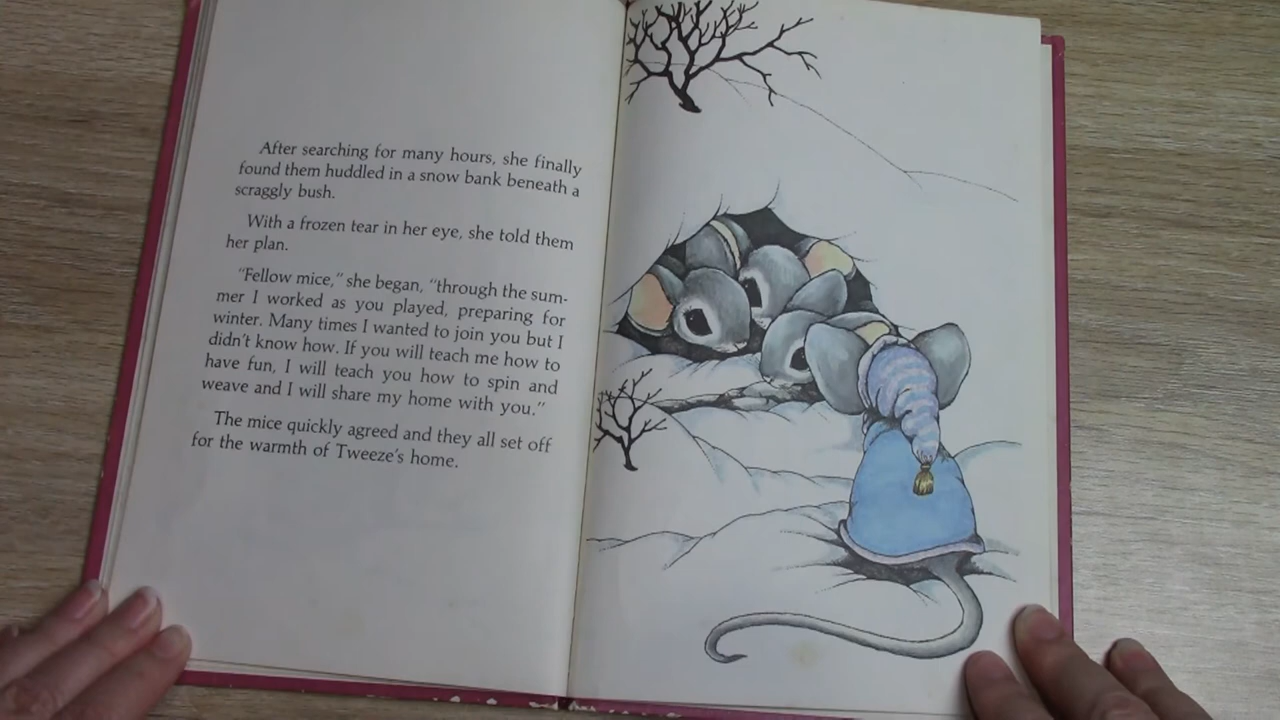 After searching for many hours, she finally
found them huddled in a snow bank beneath a
scraggly bush.
With a frozen tear in her eye, she told them
her plan.
"Fellow mice," she began, "through the sum-
mer I worked as you played, preparing for
winter. Many times I wanted to join you but I
didn't know how. If you will teach me how to
have fun, I will teach you how to spin and
weave and I will share my home with you."
The mice quickly agreed and they all set off
for the warmth of Tweeze's home.